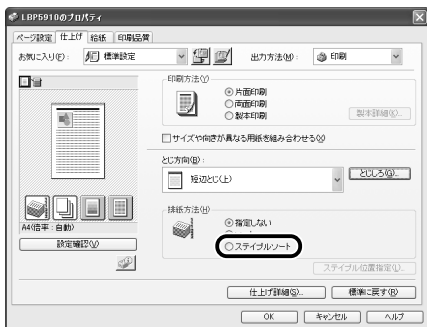 LBP5910のプロパティ
ページ設定 仕上げ 給紙 印刷品質
お気に入り(F): 標準設定 出力方法(M): 印刷
印刷方法(Y)
片面印刷
両面印刷
製本印刷 製本詳細(K)...
サイズや向きが異なる用紙を組み合わせる(X)
とじ方向(B):
短辺とじ(上) とじしろ(G)...
排紙方法(H)
指定しない
ステイプルソート
A4(倍率:自動)
設定確認(V)
ステイプル位置指定(L)...
仕上げ詳細(S)... 標準に戻す(R)
OK キャンセル ヘルプ